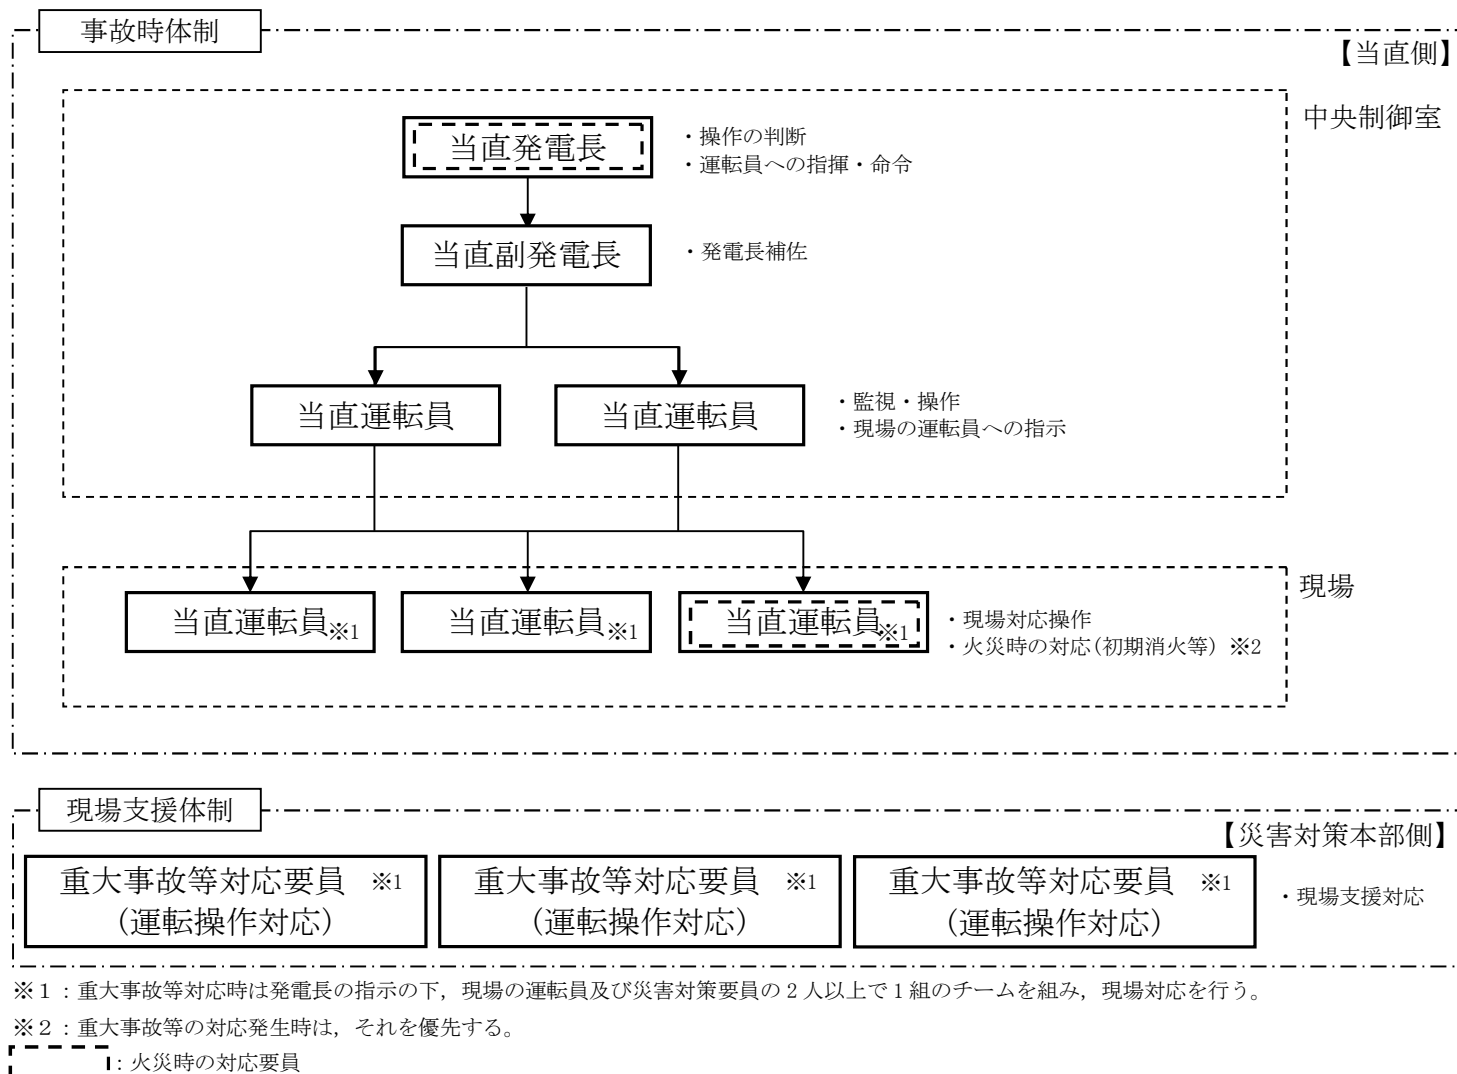 事故時体制
【当直側】
中央制御室
当直発電長
・操作の判断
・運転員への指揮・命令
当直副発電長
・発電長補佐
当直運転員
当直運転員
・監視・操作
・現場の運転員への指示
現場
当直運転員※1
当直運転員※1
当直運転員※1
・現場対応操作
・火災時の対応(初期消火等) ※2
現場支援体制
【災害対策本部側】
重大事故等対応要員 ※1
(運転操作対応)
重大事故等対応要員 ※1
(運転操作対応)
重大事故等対応要員 ※1
(運転操作対応)
・現場支援対応
※1:重大事故等対応時は発電長の指示の下,現場の運転員及び災害対策要員の2人以上で1組のチームを組み,現場対応を行う。
※2:重大事故等の対応発生時は,それを優先する。
:火災時の対応要員